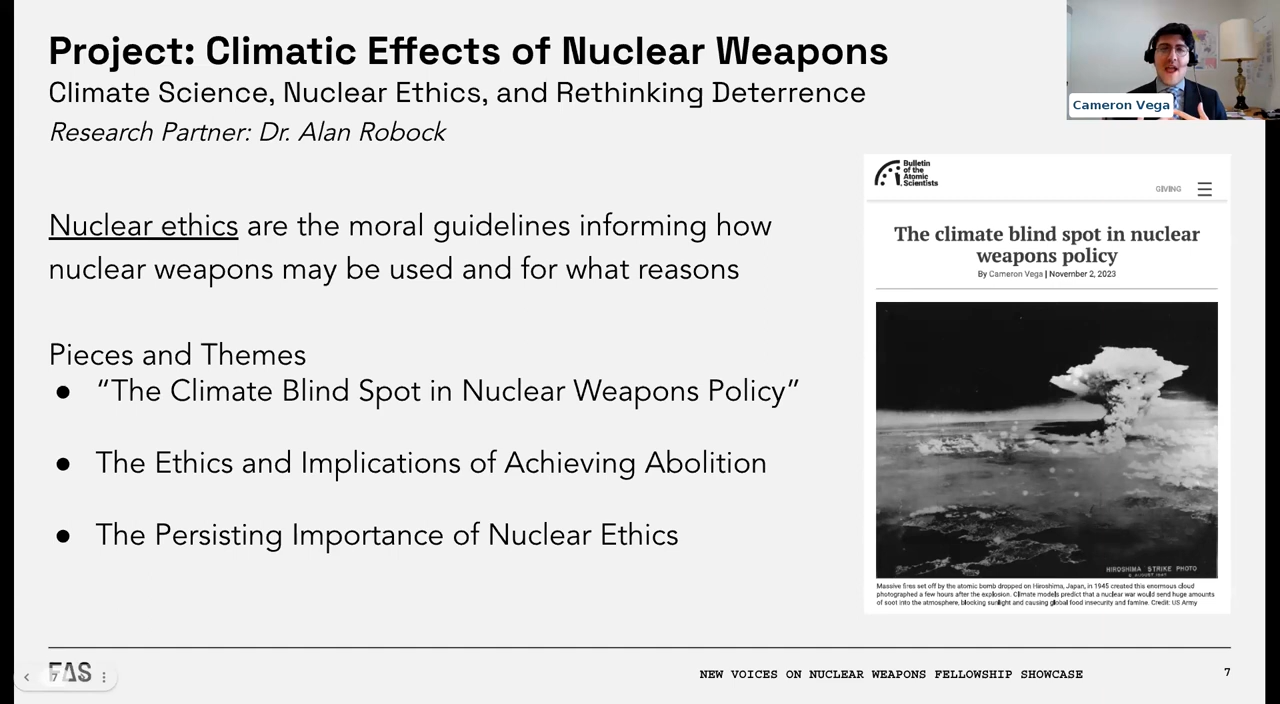 Project: Climatic Effects of Nuclear Weapons
Climate Science, Nuclear Ethics, and Rethinking Deterrence
Research Partner: Dr. Alan Robock
Cameron Vega
Nuclear ethics are the moral guidelines informing how
nuclear weapons may be used and for what reasons
Pieces and Themes
● “The Climate Blind Spot in Nuclear Weapons Policy”
● The Ethics and Implications of Achieving Abolition
● The Persisting Importance of Nuclear Ethics
Bulletin
of the
Atomic
Scientists
GIVING
The climate blind spot in nuclear
weapons policy
By Cameron Vega | November 2, 2023
HIROSHIMA STRIKE PHOTO
Massive fires set off by the atomic bomb dropped on Hiroshima, Japan, in 1945 created this enormous cloud
photographed a few hours after the explosion. Climate models predict that a nuclear war would send huge amounts
of soot into the atmosphere, blocking sunlight and causing global food insecurity and famine. Credit: US Army
FAS
7
NEW VOICES ON NUCLEAR WEAPONS FELLOWSHIP SHOWCASE
7